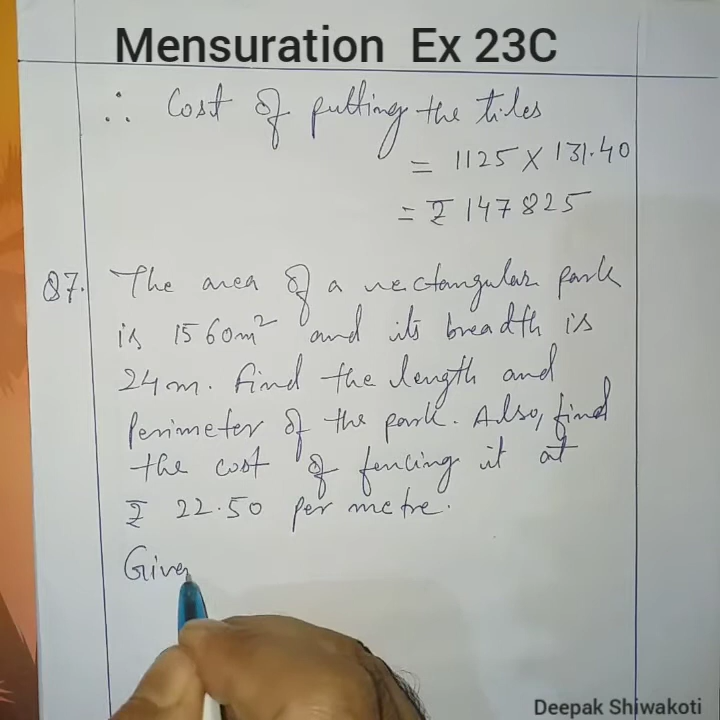 Mensuration Ex 23C
∴ Cost of putting the tiles
= 1125 × 131.40
= ₹ 147825
Q7. The area of a rectangular park
is 1560m² and its breadth is
24m. Find the length and
Perimeter of the park. Also, find
the cost of fencing it at
₹ 22.50 per metre.
Given
Deepak Shiwakoti